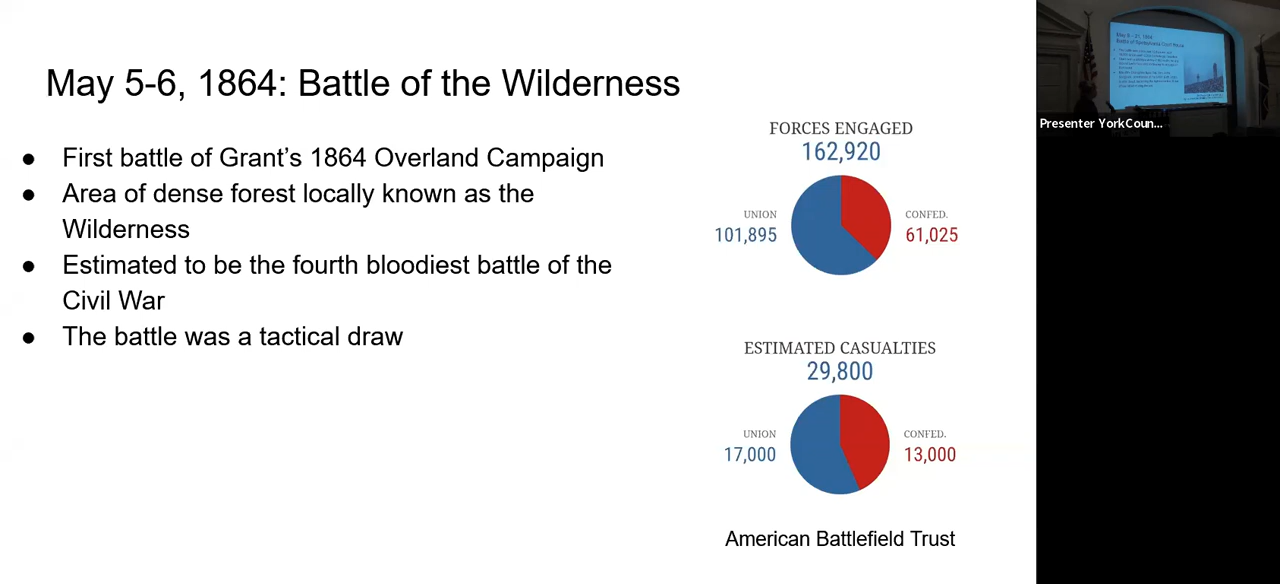 May 5-6, 1864: Battle of the Wilderness
● First battle of Grant's 1864 Overland Campaign
● Area of dense forest locally known as the
Wilderness
● Estimated to be the fourth bloodiest battle of the
Civil War
● The battle was a tactical draw
FORCES ENGAGED
162,920
UNION
101,895
CONFED.
61,025
ESTIMATED CASUALTIES
29,800
UNION
17,000
CONFED.
13,000
American Battlefield Trust
Presenter YorkCoun...